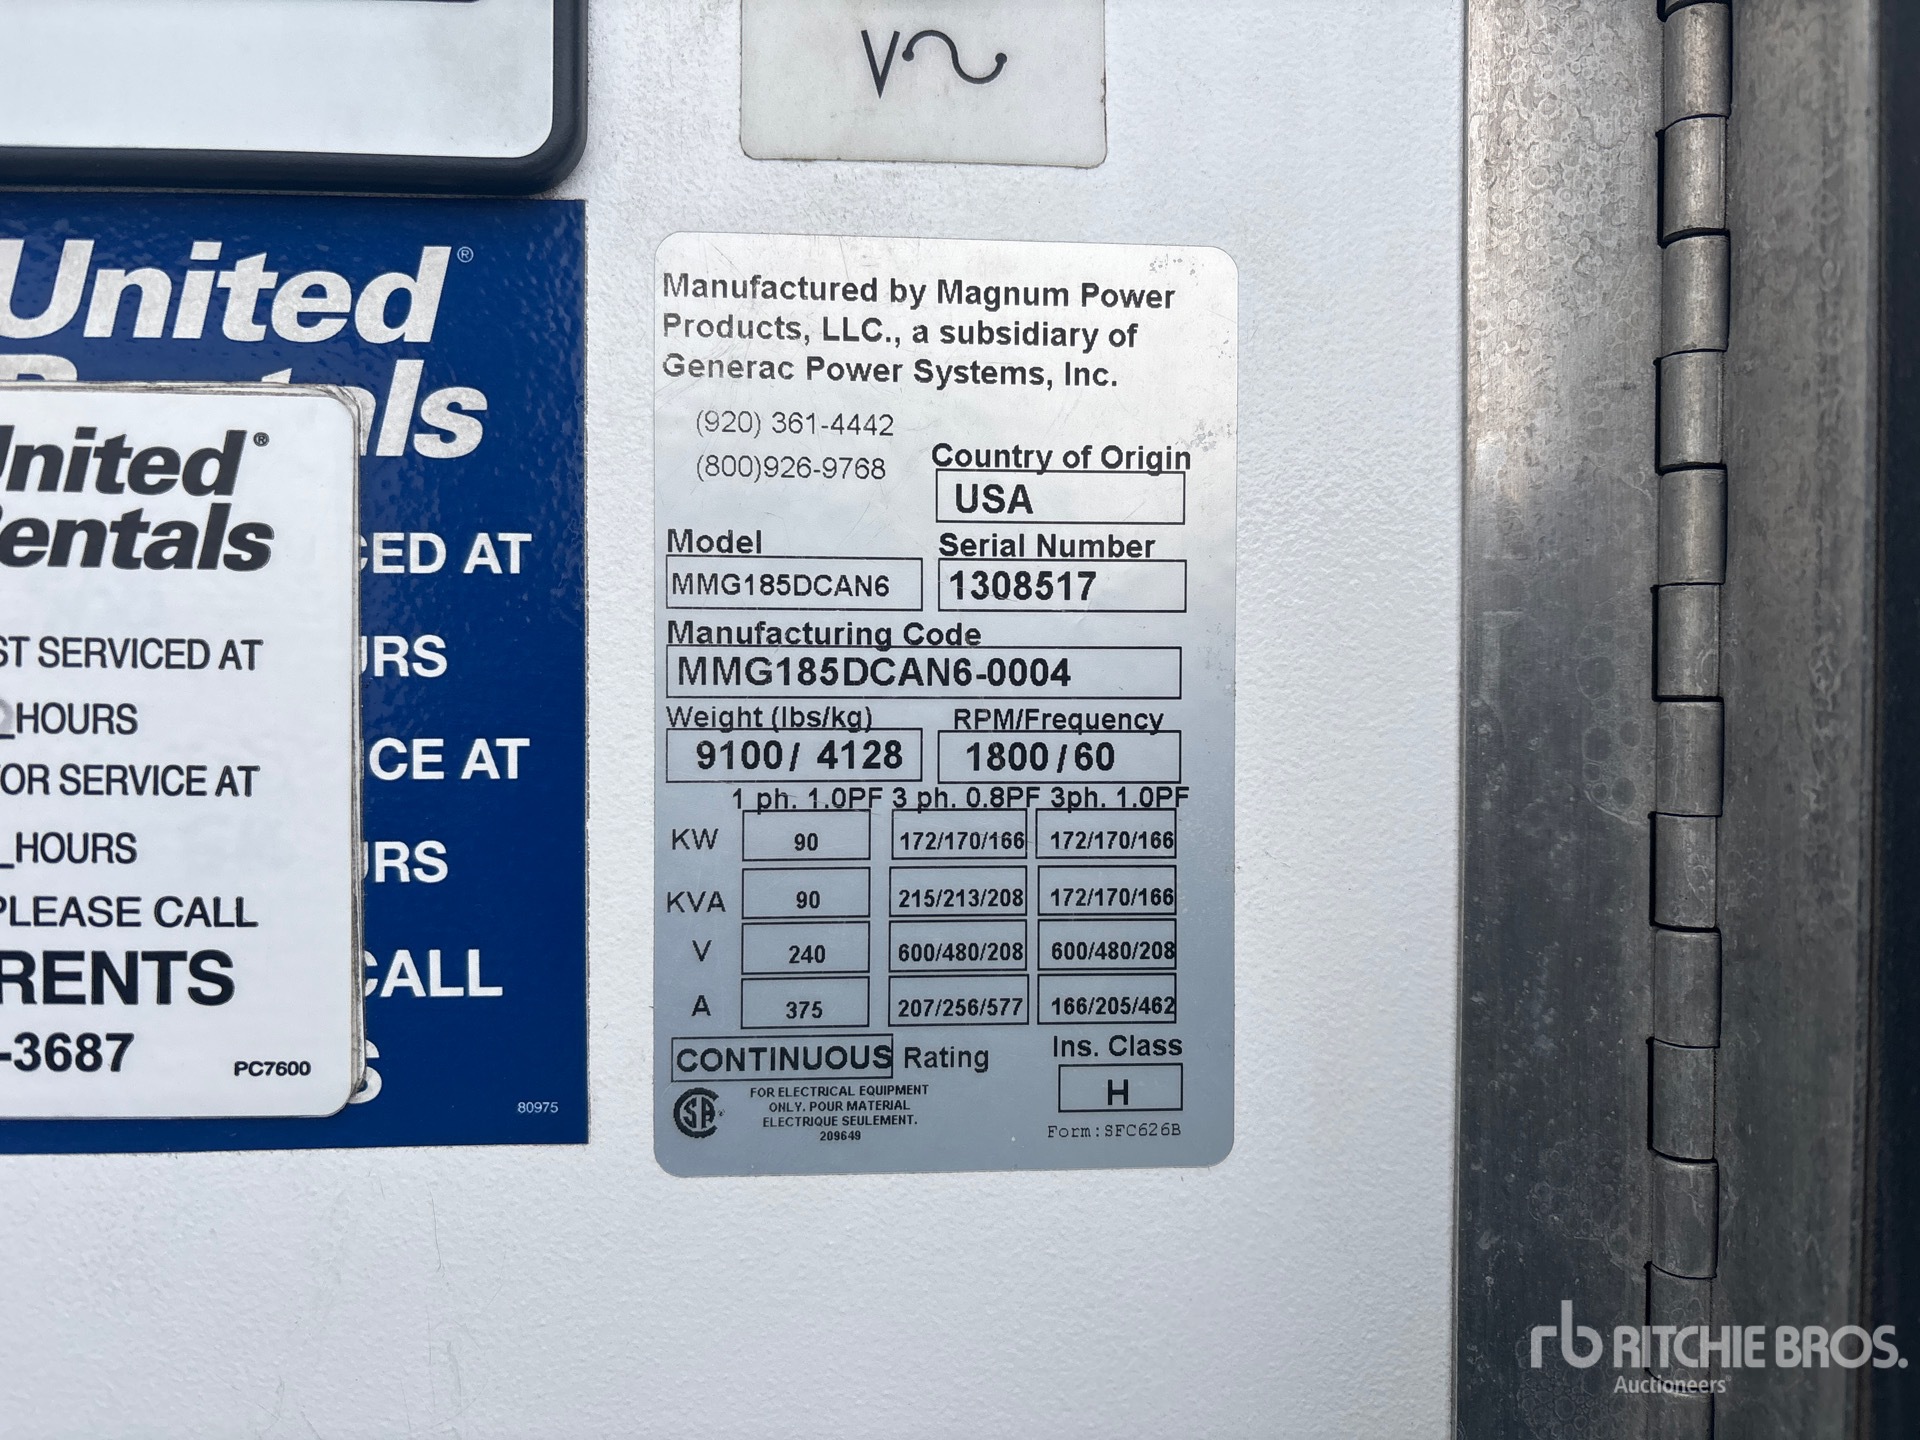 V
United®
ls
CED AT
URS
CE AT
URS
CALL
80975
United®
Rentals
ST SERVICED AT
HOURS
FOR SERVICE AT
HOURS
PLEASE CALL
RENTS
-3687
PC7600
Manufactured by Magnum Power
Products, LLC., a subsidiary of
Generac Power Systems, Inc.
(920) 361-4442
(800)926-9768
Country of Origin
USA
Model Serial Number
MMG185DCAN6 1308517
Manufacturing Code
MMG185DCAN6-0004
Weight (lbs/kg) RPM/Frequency
9100/ 4128 1800/60
1 ph. 1.0PF 3 ph. 0.8PF 3ph. 1.0PF
KW 90 172/170/166 172/170/166
KVA 90 215/213/208 172/170/166
V 240 600/480/208 600/480/208
A 375 207/256/577 166/205/462
CONTINUOUS Rating
Ins. Class
H
SA
FOR ELECTRICAL EQUIPMENT
ONLY. POUR MATERIAL
ELECTRIQUE SEULEMENT.
209649
Form:SFC626B
rb RITCHIE BROS.
Auctioneers